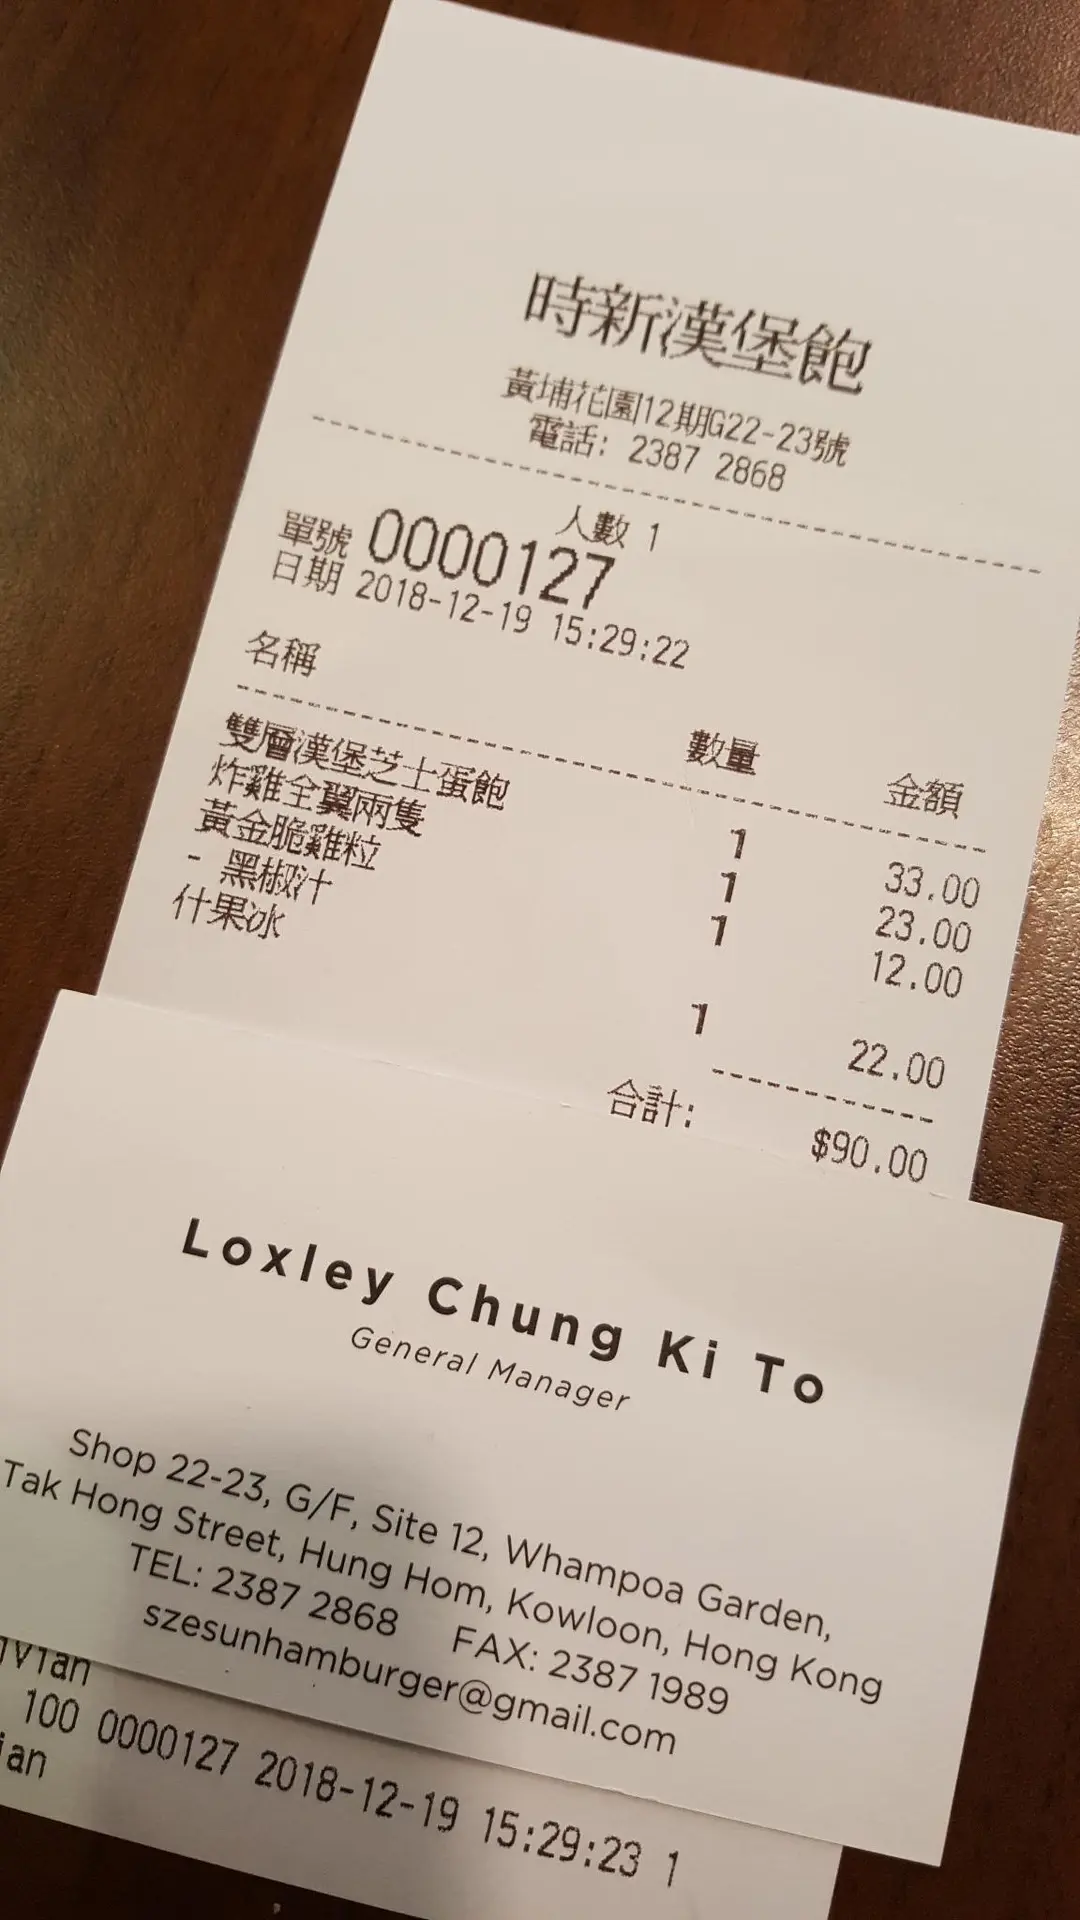 時新漢堡飽
黃埔花園12期G22-23號
電話: 2387 2868
人數 1
單號 0000127
日期 2018-12-19 15:29:22
名稱 數量 金額
雙層漢堡芝士蛋飽 1 33.00
炸雞全翼兩隻 1 23.00
黃金脆雞粒 1 12.00
- 黑椒汁
什果冰 1 22.00
合計: $90.00
Loxley Chung Ki To
General Manager
Shop 22-23, G/F, Site 12, Whampoa Garden,
Tak Hong Street, Hung Hom, Kowloon, Hong Kong
TEL: 2387 2868 FAX: 2387 1989
szesunhamburger@gmail.com
100 0000127 2018-12-19 15:29:23 1